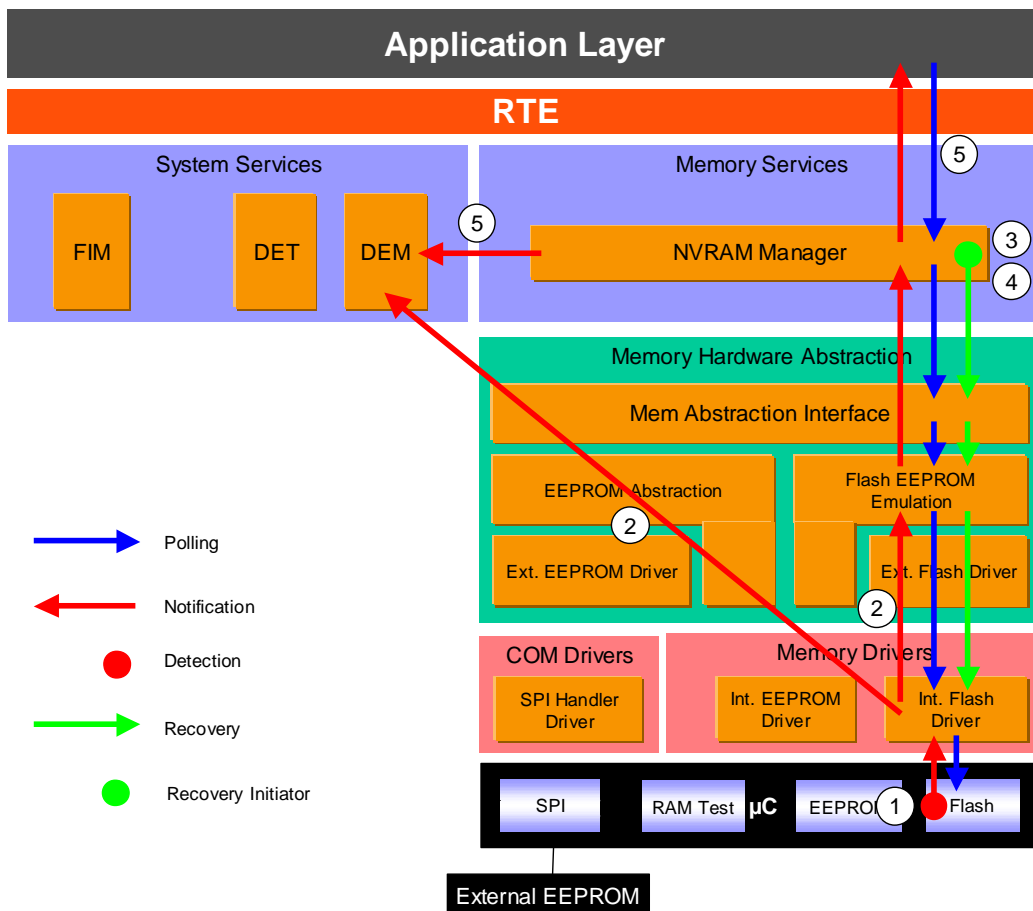 Application Layer
RTE
System Services
Memory Services
5
FIM
DET
DEM
5
NVRAM Manager
3
4
Memory Hardware Abstraction
Mem Abstraction Interface
EEPROM Abstraction
Flash EEPROM
Emulation
2
Ext. EEPROM Driver
Ext. Flash Driver
2
Polling
Notification
Detection
Recovery
Recovery Initiator
COM Drivers
Memory Drivers
SPI Handler
Driver
Int. EEPROM
Driver
Int. Flash
Driver
SPI
RAM Test
µC
EEPROM
1
Flash
External EEPROM